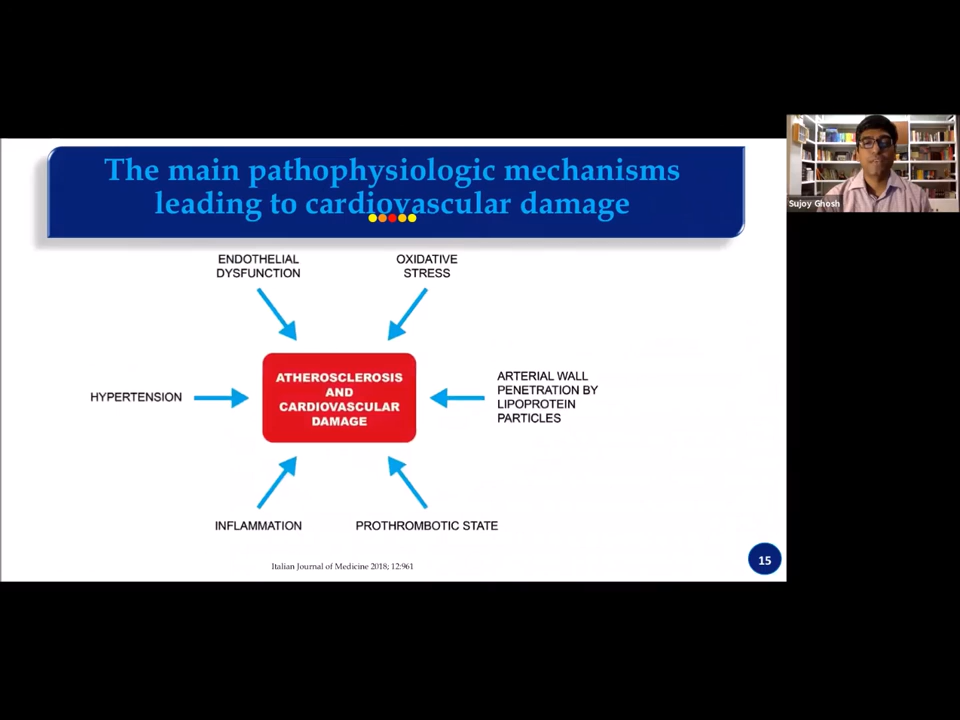 The main pathophysiologic mechanisms
leading to cardiovascular damage
Sujoy Ghosh
ENDOTHELIAL
DYSFUNCTION
OXIDATIVE
STRESS
HYPERTENSION
ATHEROSCLEROSIS
AND
CARDIOVASCULAR
DAMAGE
ARTERIAL WALL
PENETRATION BY
LIPOPROTEIN
PARTICLES
INFLAMMATION
PROTHROMBOTIC STATE
Italian Journal of Medicine 2018; 12:961
15